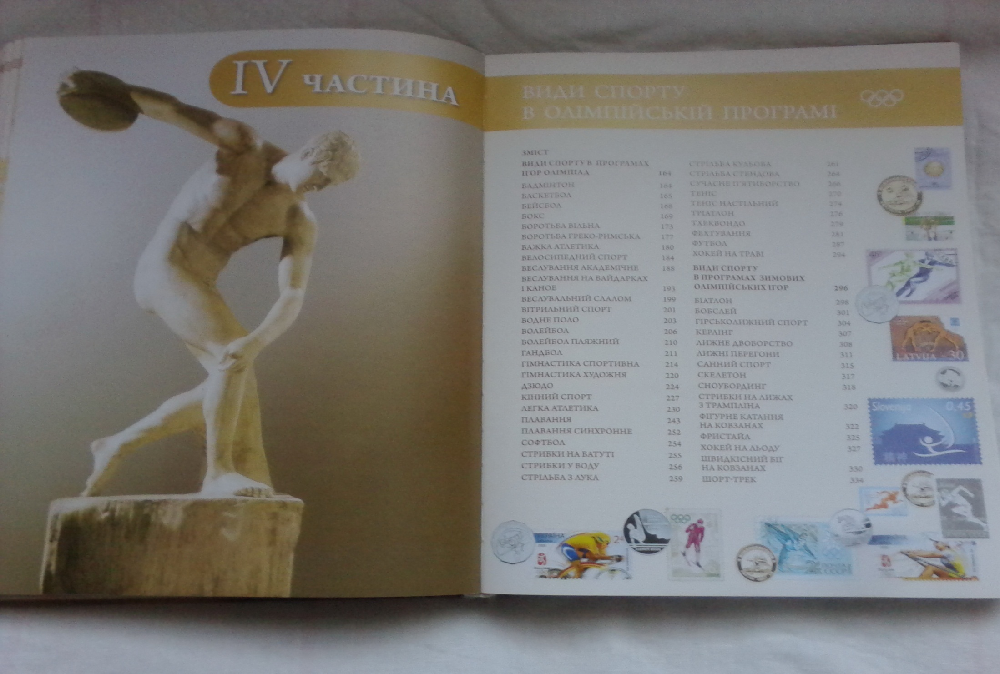 IV ЧАСТИНА
ВИДИ СПОРТУ
В ОЛІМПІЙСЬКІЙ ПРОГРАМІ
ЗМІСТ
ВИДИ СПОРТУ В ПРОГРАМАХ
ІГОР ОЛІМПІАД 164
БАДМІНТОН 164
БАСКЕТБОЛ 165
БЕЙСБОЛ 168
БОКС 169
БОРОТЬБА ВІЛЬНА 173
БОРОТЬБА ГРЕКО-РИМСЬКА 177
ВАЖКА АТЛЕТИКА 180
ВЕЛОСИПЕДНИЙ СПОРТ 184
ВЕСЛУВАННЯ АКАДЕМІЧНЕ 188
ВЕСЛУВАННЯ НА БАЙДАРКАХ
І КАНОЕ 193
ВЕСЛУВАЛЬНИЙ СЛАЛОМ 199
ВІТРИЛЬНИЙ СПОРТ 201
ВОДНЕ ПОЛО 203
ВОЛЕЙБОЛ 206
ВОЛЕЙБОЛ ПЛЯЖНИЙ 210
ГАНДБОЛ 211
ГІМНАСТИКА СПОРТИВНА 214
ГІМНАСТИКА ХУДОЖНЯ 220
ДЗЮДО 224
КІННИЙ СПОРТ 227
ЛЕГКА АТЛЕТИКА 230
ПЛАВАННЯ 243
ПЛАВАННЯ СИНХРОННЕ 252
СОФТБОЛ 254
СТРИБКИ НА БАТУТІ 255
СТРИБКИ У ВОДУ 256
СТРІЛЬБА З ЛУКА 259
СТРІЛЬБА КУЛЬОВА 261
СТРІЛЬБА СТЕНДОВА 264
СУЧАСНЕ П'ЯТИБОРСТВО 266
ТЕНІС 270
ТЕНІС НАСТІЛЬНИЙ 274
ТРІАТЛОН 276
ТХЕКВОНДО 279
ФЕХТУВАННЯ 281
ФУТБОЛ 287
ХОКЕЙ НА ТРАВІ 294
ВИДИ СПОРТУ
В ПРОГРАМАХ ЗИМОВИХ
ОЛІМПІЙСЬКИХ ІГОР 296
БІАТЛОН 298
БОБСЛЕЙ 301
ГІРСЬКОЛИЖНИЙ СПОРТ 304
КЕРЛІНГ 307
ЛИЖНЕ ДВОБОРСТВО 308
ЛИЖНІ ПЕРЕГОНИ 311
САННИЙ СПОРТ 315
СКЕЛЕТОН 317
СНОУБОРДИНГ 318
СТРИБКИ НА ЛИЖАХ
З ТРАМПЛІНА 320
ФІГУРНЕ КАТАННЯ
НА КОВЗАНАХ 322
ФРИСТАЙЛ 325
ХОКЕЙ НА ЛЬОДУ 327
ШВИДКІСНИЙ БІГ
НА КОВЗАНАХ 330
ШОРТ-ТРЕК 334
LATVIJA 30
Slovenija 0,45
УКРАЇНА
ПОЧТА
СССР